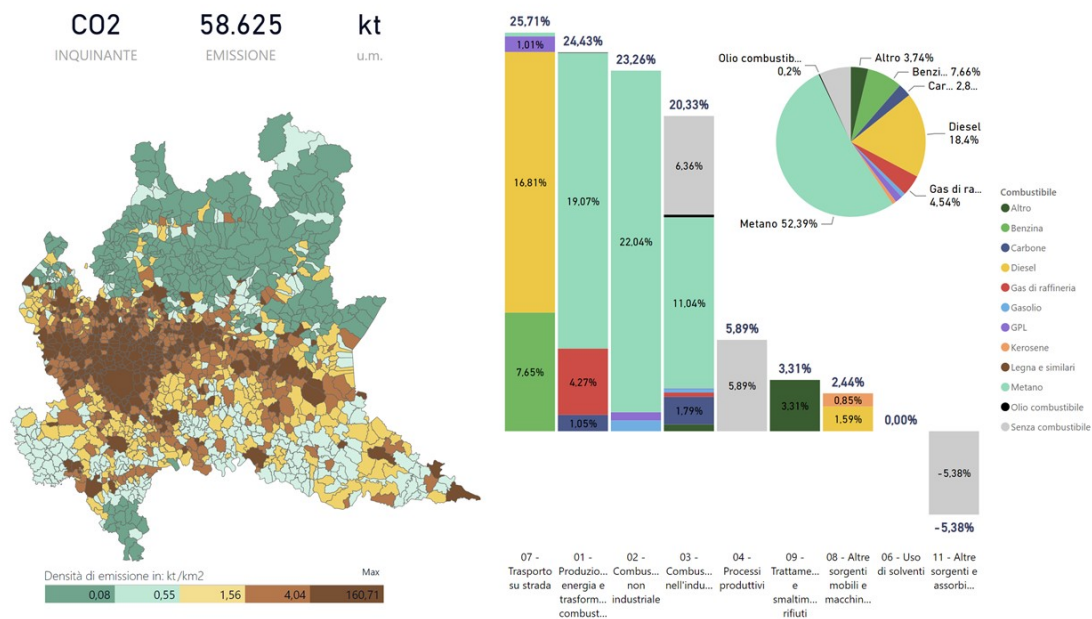 CO2
58.625
kt
INQUINANTE
EMISSIONE
u.m.
Densità di emissione in: kt/km2
Max
0,08
0,55
1,56
4,04
160,71
25,71%
1,01%
16,81%
7,65%
24,43%
19,07%
4,27%
1,05%
23,26%
22,04%
20,33%
6,36%
11,04%
1,79%
5,89%
5,89%
3,31%
3,31%
2,44%
0,85%
1,59%
0,00%
-5,38%
-5,38%
07 -
Trasporto
su strada
01 -
Produzio...
energia e
trasform...
combust...
02 -
Combus...
non
industriale
03 -
Combus...
nell'indu...
04 -
Processi
produttivi
09 -
Trattame...
e
smaltim...
rifiuti
08 - Altre
sorgenti
mobili e
macchin...
06 - Uso
di solventi
11 - Altre
sorgenti e
assorbi...
Olio combustib...
0,2%
Altro 3,74%
Benzi... 7,66%
Car... 2,8...
Diesel
18,4%
Gas di ra...
4,54%
Metano 52,39%
Combustibile
Altro
Benzina
Carbone
Diesel
Gas di raffineria
Gasolio
GPL
Kerosene
Legna e similari
Metano
Olio combustibile
Senza combustibile